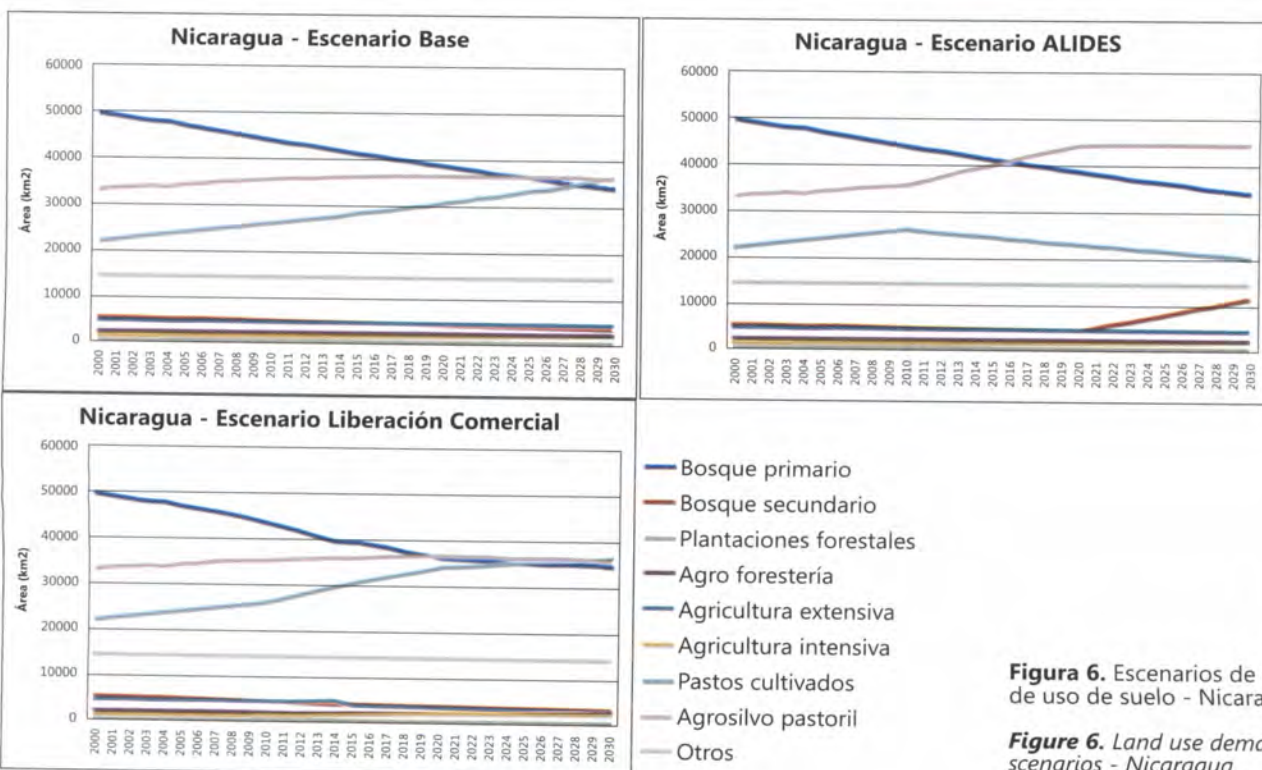 Nicaragua - Escenario Base
60000
50000
40000
30000
20000
10000
0
Área (km2)
2000 2001 2002 2003 2004 2005 2006 2007 2008 2009 2010 2011 2012 2013 2014 2015 2016 2017 2018 2019 2020 2021 2022 2023 2024 2025 2026 2027 2028 2029 2030
Nicaragua - Escenario ALIDES
60000
50000
40000
30000
20000
10000
0
Área (km2)
2000 2001 2002 2003 2004 2005 2006 2007 2008 2009 2010 2011 2012 2013 2014 2015 2016 2017 2018 2019 2020 2021 2022 2023 2024 2025 2026 2027 2028 2029 2030
Nicaragua - Escenario Liberación Comercial
60000
50000
40000
30000
20000
10000
0
Área (km2)
2000 2001 2002 2003 2004 2005 2006 2007 2008 2009 2010 2011 2012 2013 2014 2015 2016 2017 2018 2019 2020 2021 2022 2023 2024 2025 2026 2027 2028 2029 2030
Bosque primario
Bosque secundario
Plantaciones forestales
Agro forestería
Agricultura extensiva
Agricultura intensiva
Pastos cultivados
Agrosilvo pastoril
Otros
Figura 6. Escenarios de
de uso de suelo - Nicara
Figure 6. Land use dema
scenarios - Nicaragua